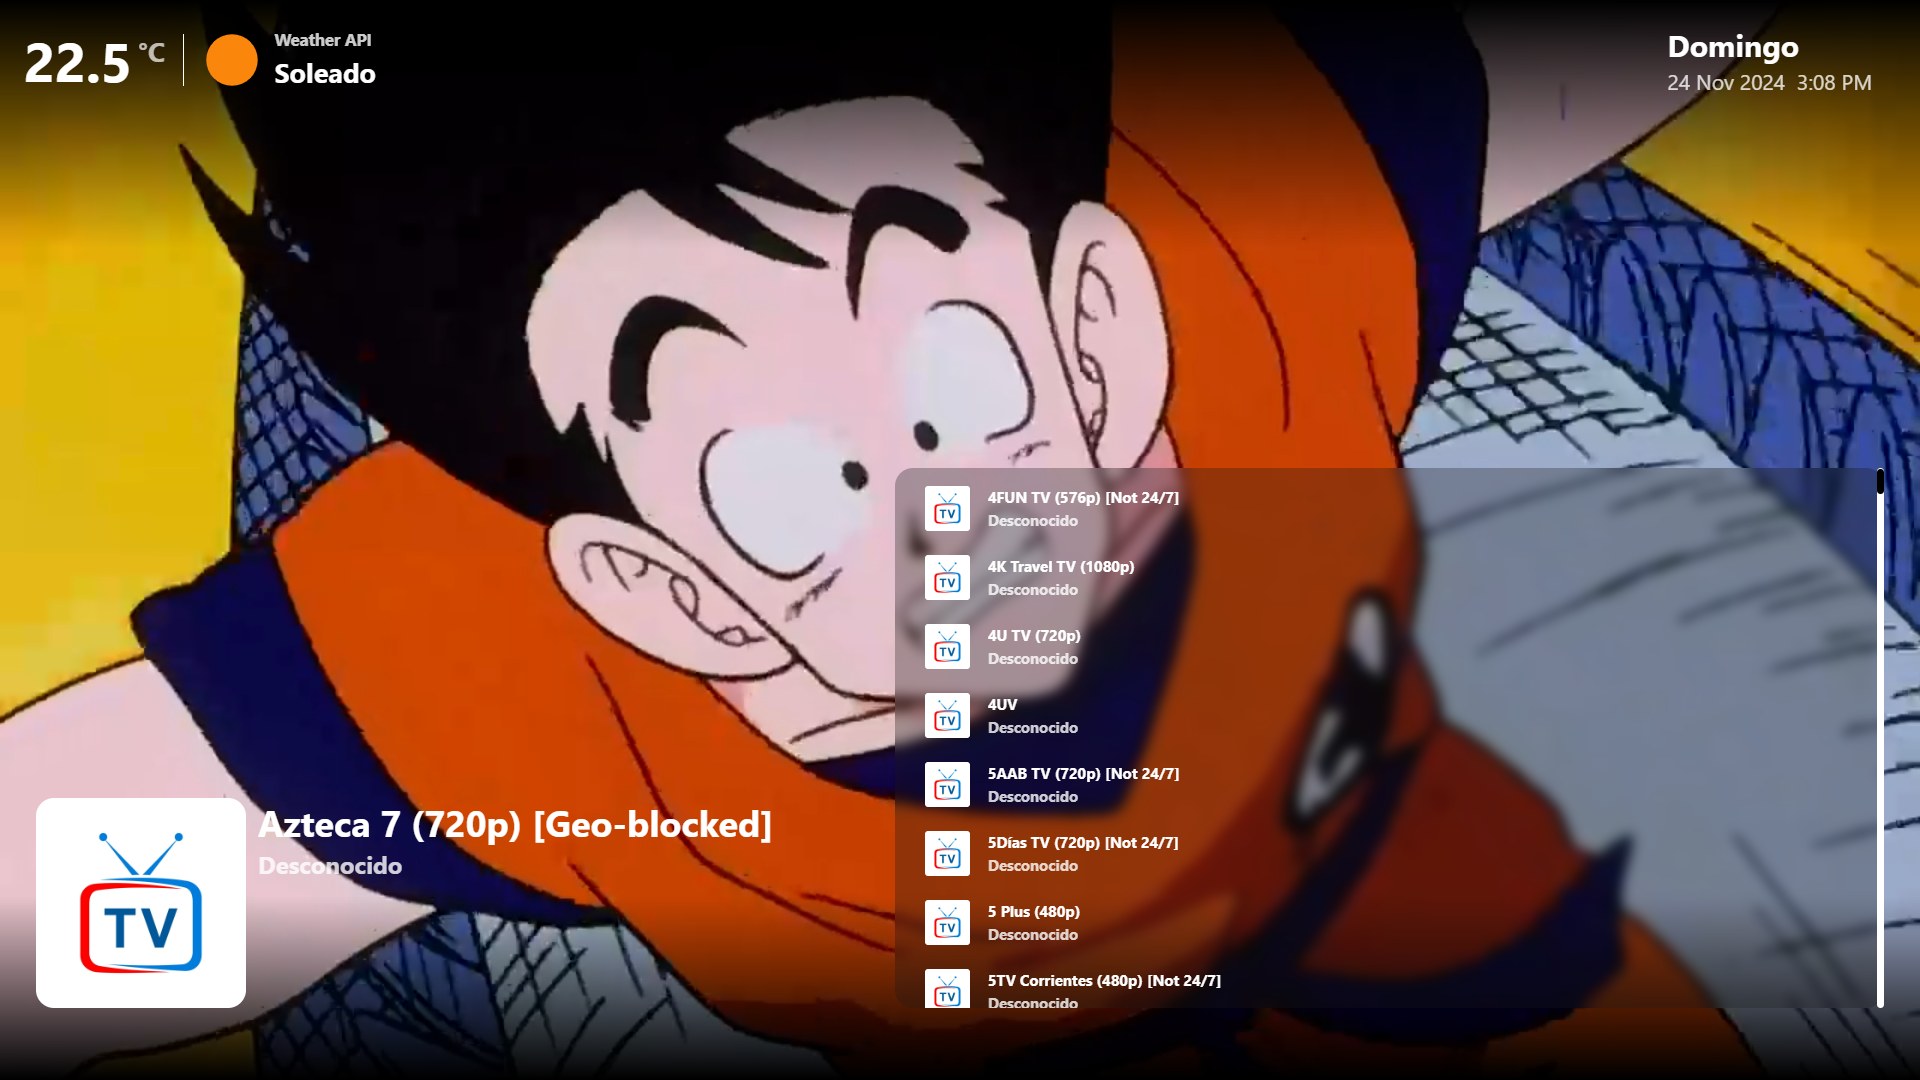 22.5 °C
Weather API
Soleado
Domingo
24 Nov 2024 3:08 PM
TV
Azteca 7 (720p) [Geo-blocked]
Desconocido
TV
4FUN TV (576p) [Not 24/7]
Desconocido
TV
4K Travel TV (1080p)
Desconocido
TV
4U TV (720p)
Desconocido
TV
4UV
Desconocido
TV
5AAB TV (720p) [Not 24/7]
Desconocido
TV
5Días TV (720p) [Not 24/7]
Desconocido
TV
5 Plus (480p)
Desconocido
TV
5TV Corrientes (480p) [Not 24/7]
Desconocido